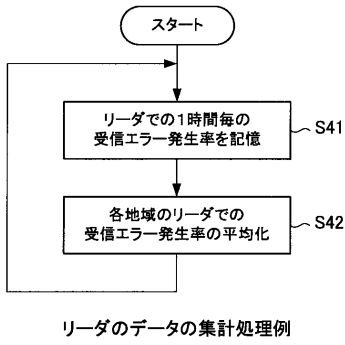 スタート
リーダでの1時間毎の
受信エラー発生率を記憶
S41
各地域のリーダでの
受信エラー発生率の平均化
S42
リーダのデータの集計処理例